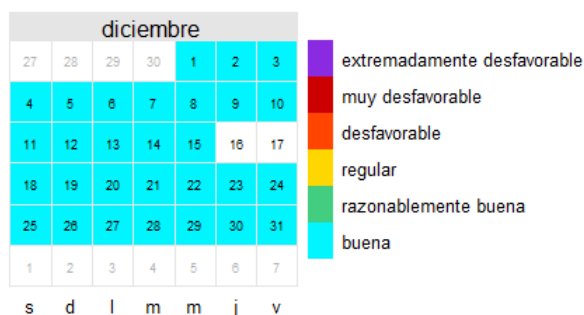 diciembre
27 28 29 30 1 2 3
4 5 6 7 8 9 10
11 12 13 14 15 16 17
18 19 20 21 22 23 24
25 26 27 28 29 30 31
1 2 3 4 5 6 7
s d l m m j v
extremadamente desfavorable
muy desfavorable
desfavorable
regular
razonablemente buena
buena